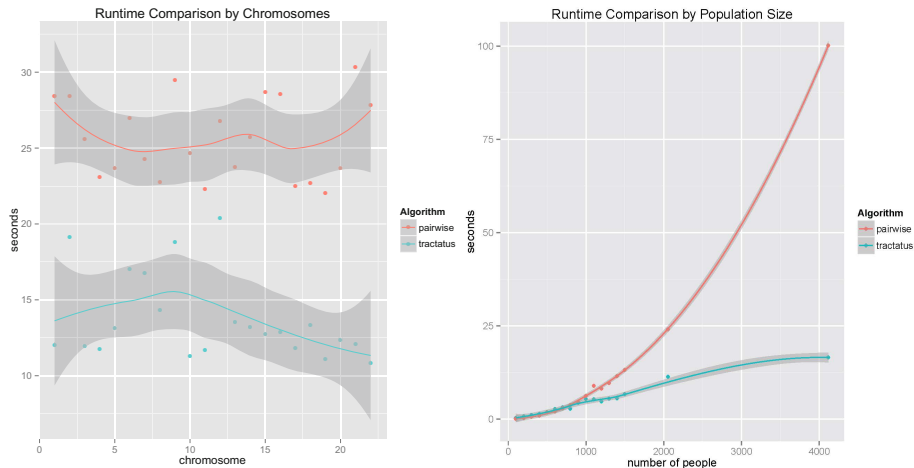 Runtime Comparison by Chromosomes
30
25
20
15
10
seconds
0
5
10
15
20
chromosome
Algorithm
pairwise
tractatus
Runtime Comparison by Population Size
100
75
50
25
0
seconds
0
1000
2000
3000
4000
number of people
Algorithm
pairwise
tractatus